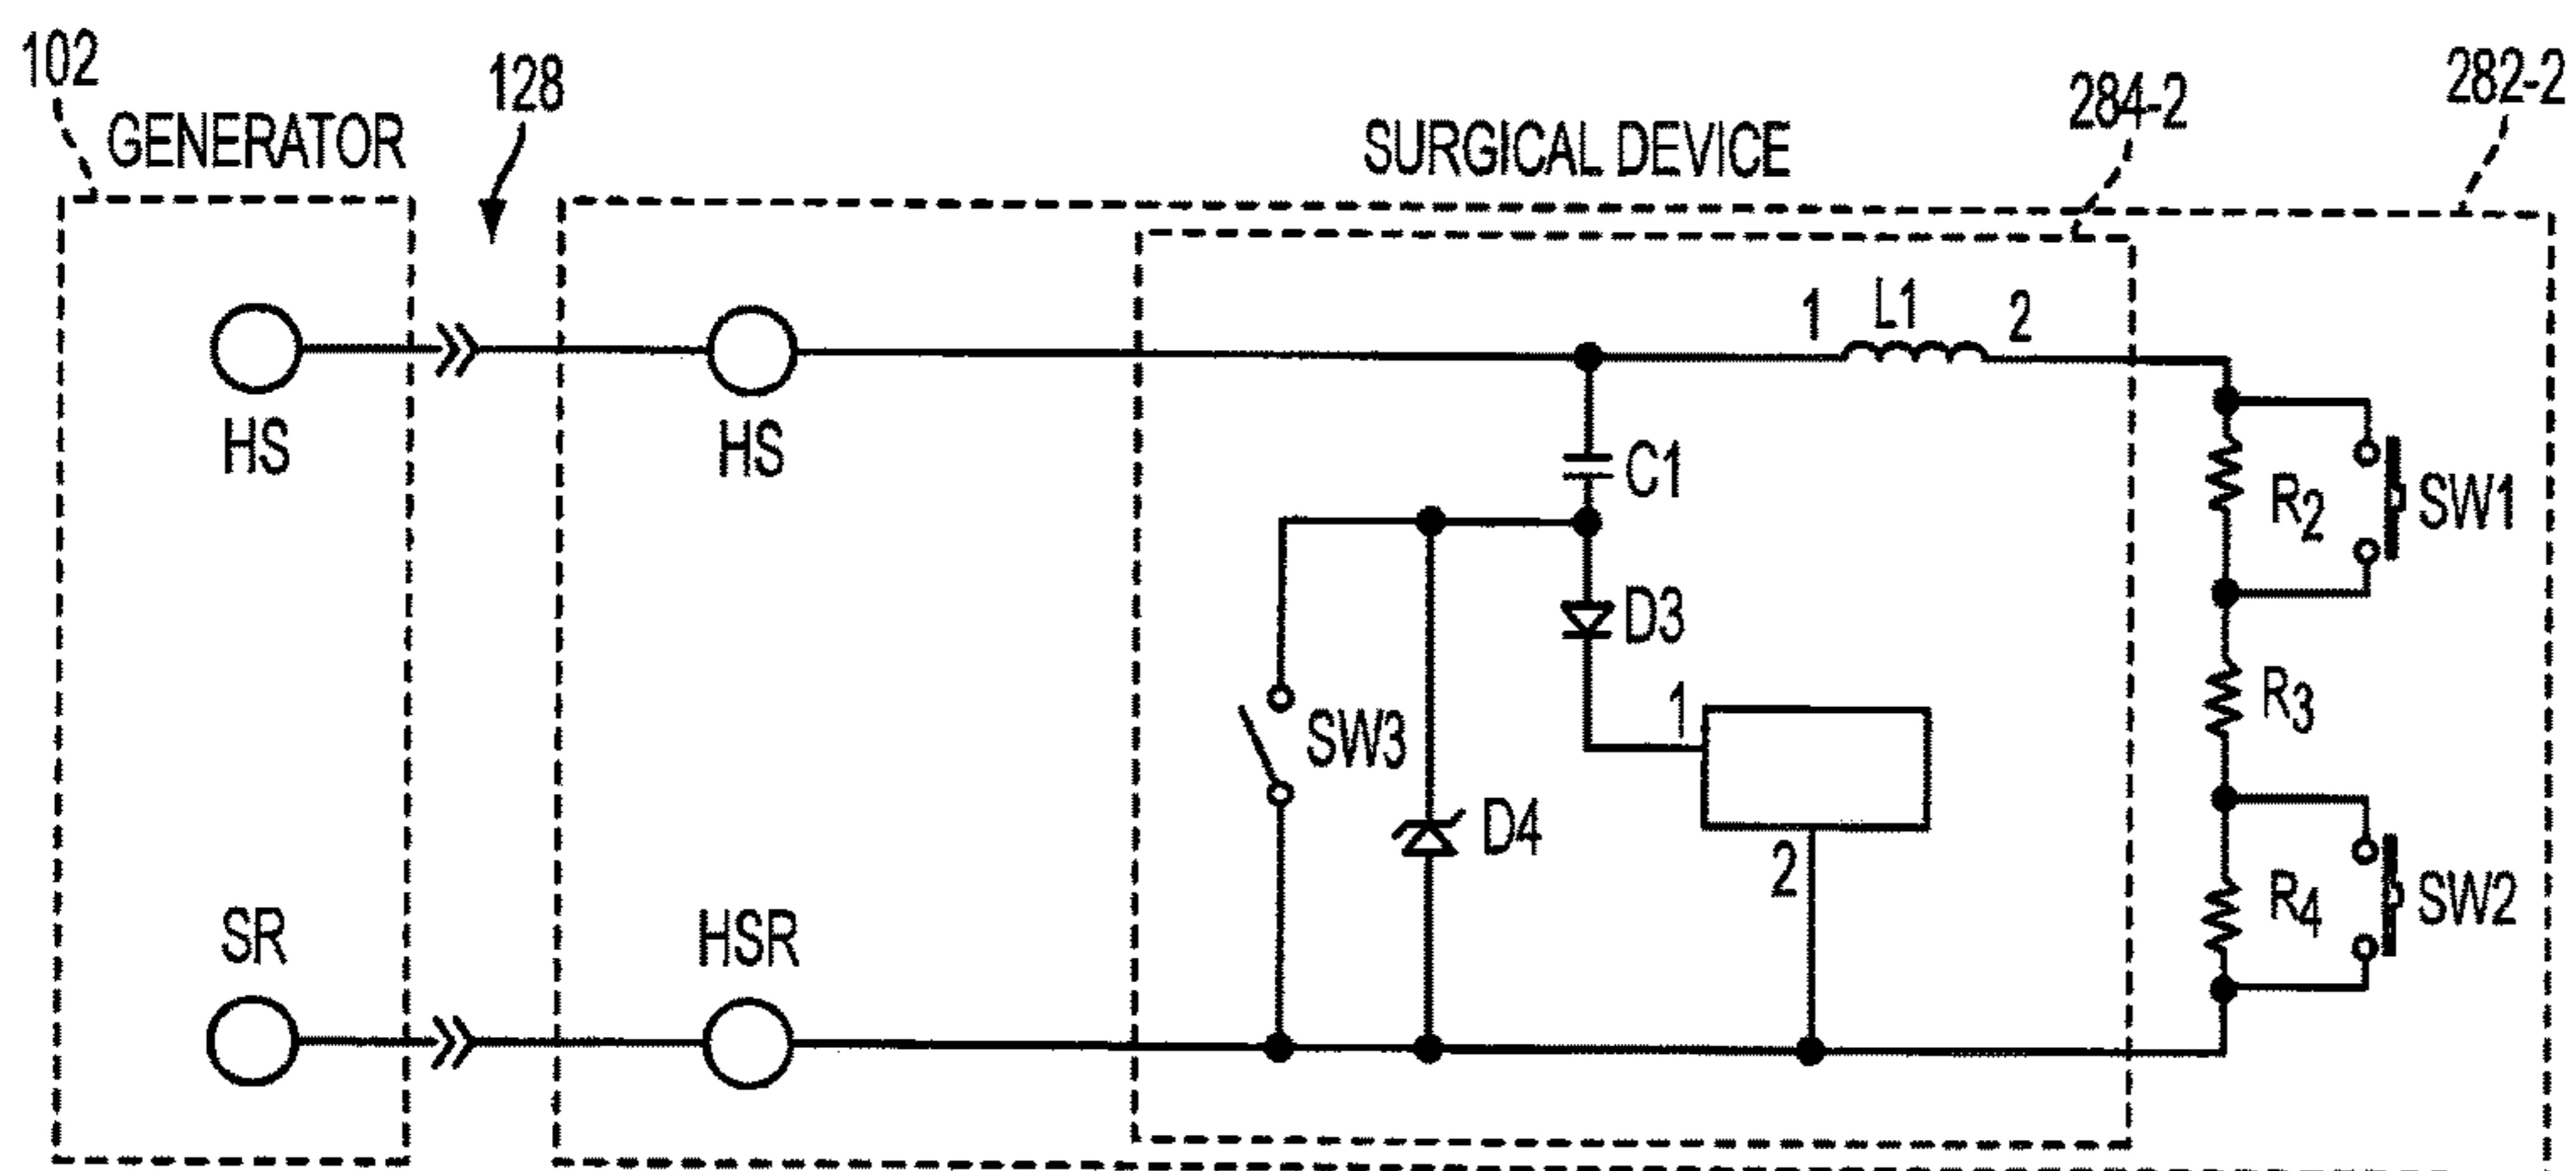 102
128
GENERATOR
SURGICAL DEVICE
284-2
282-2
1
L1
2
HS
HS
C1
R2
SW1
D3
1
R3
SW3
D4
2
R4
SW2
SR
HSR